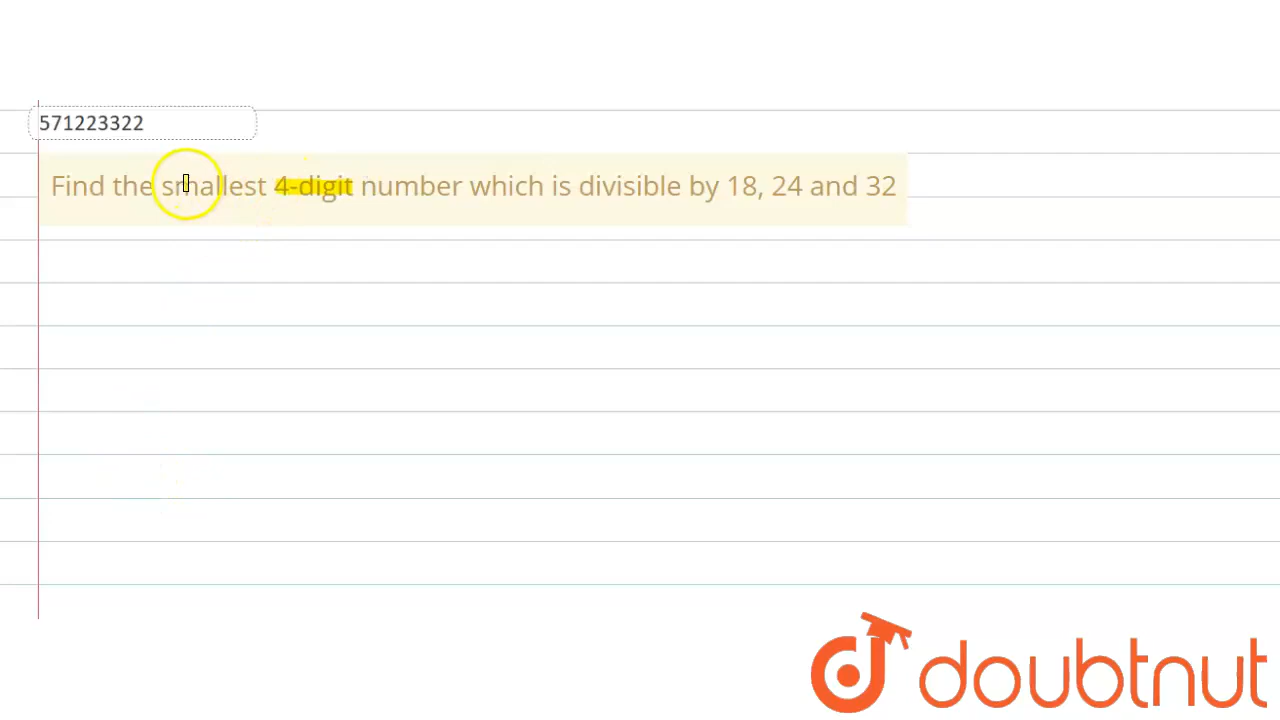 571223322
Find the smallest 4-digit number which is divisible by 18, 24 and 32
doubtnut